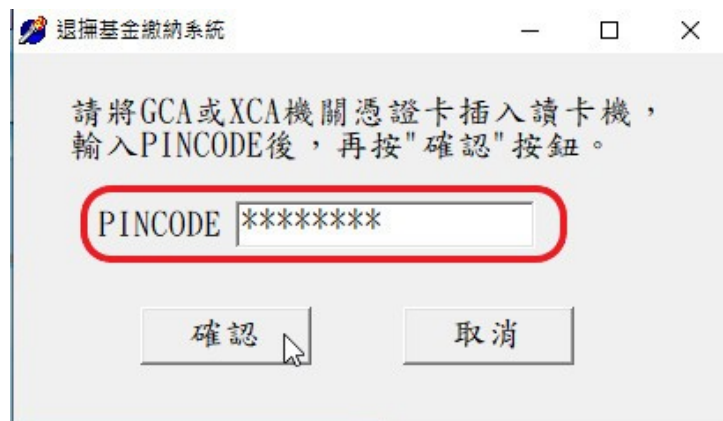 退撫基金繳納系統
請將GCA或XCA機關憑證卡插入讀卡機，
輸入PINCODE後，再按"確認"按鈕。
PINCODE ********
確認 取消